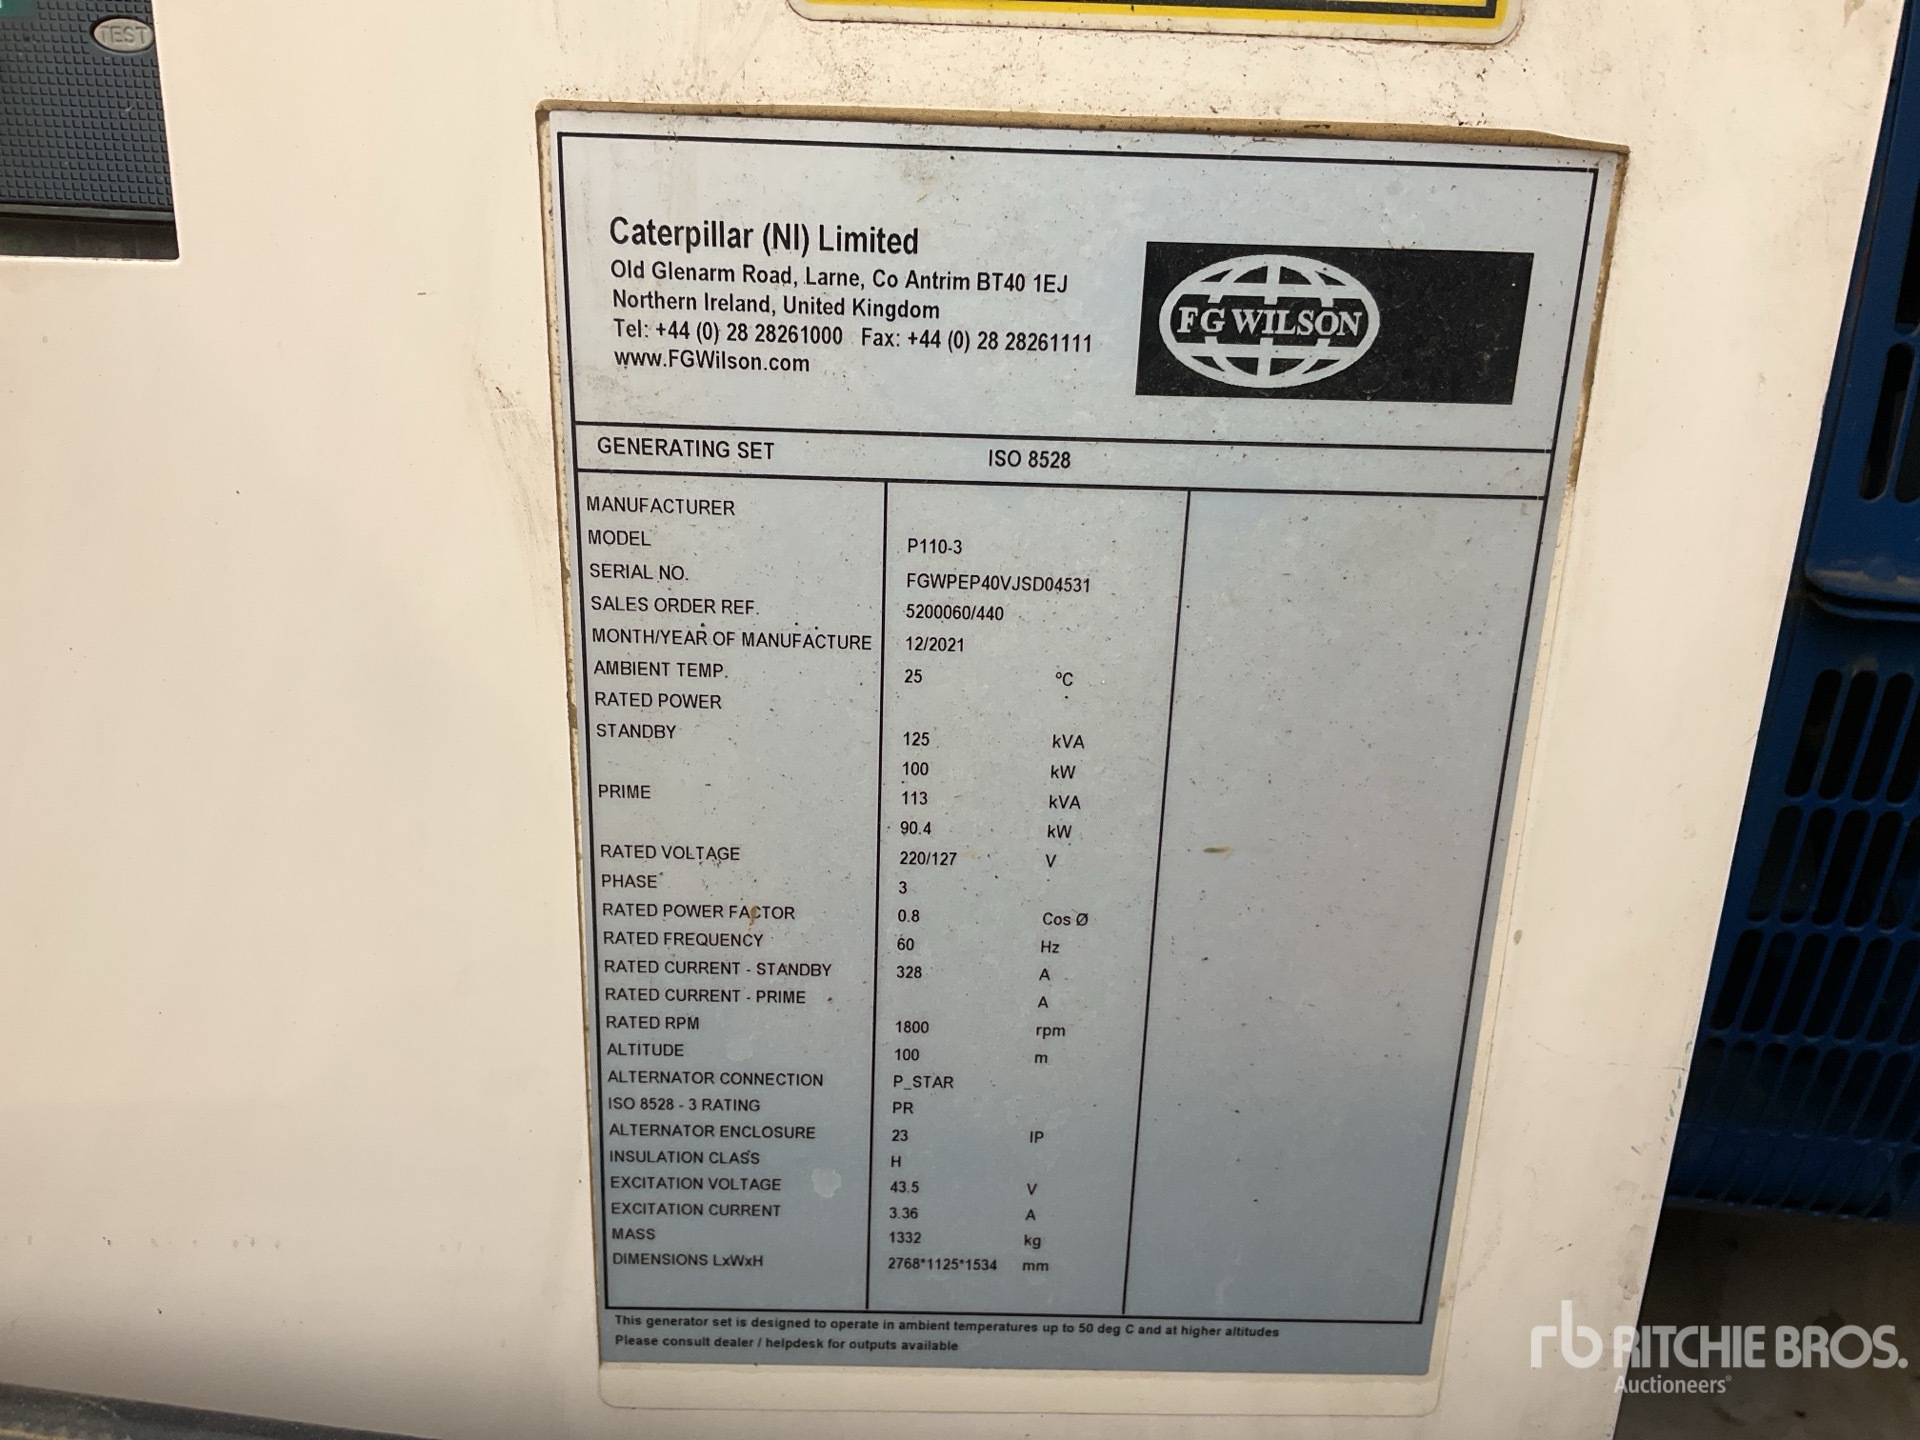 TEST
Caterpillar (NI) Limited
Old Glenarm Road, Larne, Co Antrim BT40 1EJ
Northern Ireland, United Kingdom
Tel: +44 (0) 28 28261000 Fax: +44 (0) 28 28261111
www.FGWilson.com
FG WILSON
GENERATING SET ISO 8528
MANUFACTURER
MODEL P110-3
SERIAL NO. FGWPEP40VJSD04531
SALES ORDER REF. 5200060/440
MONTH/YEAR OF MANUFACTURE 12/2021
AMBIENT TEMP. 25 ºC
RATED POWER
STANDBY 125 kVA
100 kW
PRIME 113 kVA
90.4 kW
RATED VOLTAGE 220/127 V
PHASE 3
RATED POWER FACTOR 0.8 Cos Ø
RATED FREQUENCY 60 Hz
RATED CURRENT - STANDBY 328 A
RATED CURRENT - PRIME A
RATED RPM 1800 rpm
ALTITUDE 100 m
ALTERNATOR CONNECTION P_STAR
ISO 8528 - 3 RATING PR
ALTERNATOR ENCLOSURE 23 IP
INSULATION CLASS H
EXCITATION VOLTAGE 43.5 V
EXCITATION CURRENT 3.36 A
MASS 1332 kg
DIMENSIONS LxWxH 2768*1125*1534 mm
This generator set is designed to operate in ambient temperatures up to 50 deg C and at higher altitudes
Please consult dealer / helpdesk for outputs available
rb RITCHIE BROS.
Auctioneers